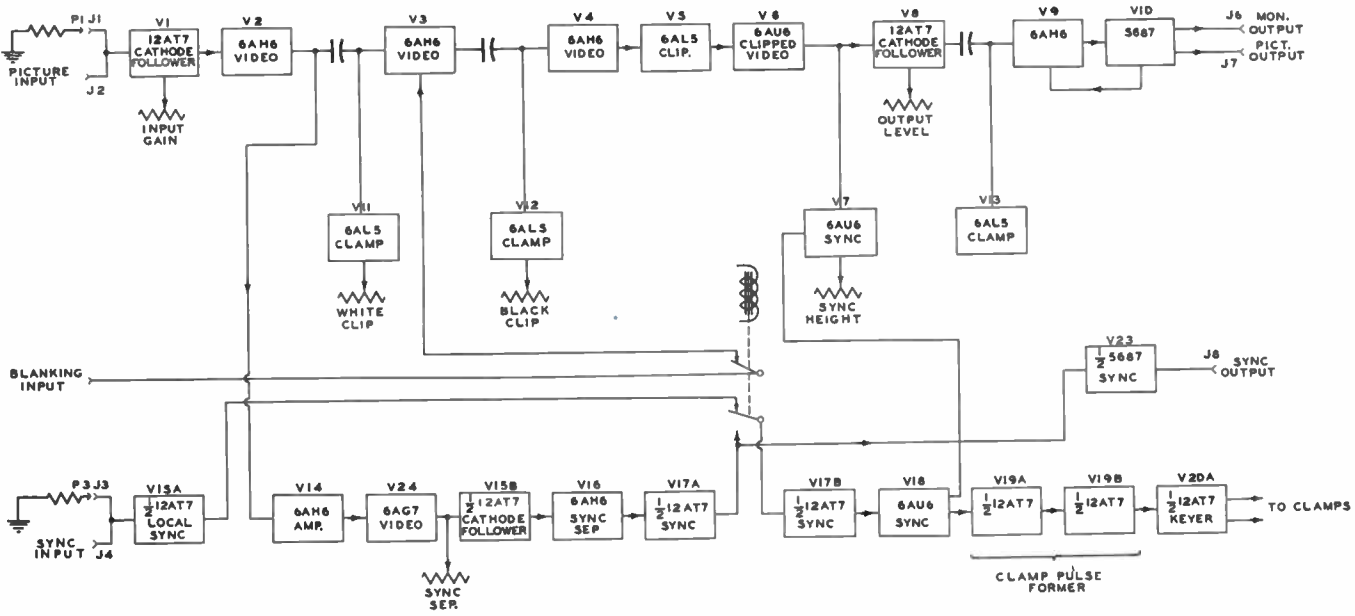 P1 J1
PICTURE
INPUT
J2
V1
12AT7
CATHODE
FOLLOWER
INPUT
GAIN
V2
6AH6
VIDEO
V3
6AH6
VIDEO
V4
6AH6
VIDEO
V5
6AL5
CLIP.
V6
6AU6
CLIPPED
VIDEO
V8
12AT7
CATHODE
FOLLOWER
OUTPUT
LEVEL
V9
6AH6
V10
5687
J6 MON.
OUTPUT
PICT.
OUTPUT
J7
V11
6AL5
CLAMP
WHITE
CLIP
V12
6AL5
CLAMP
BLACK
CLIP
V7
6AU6
SYNC
SYNC
HEIGHT
V13
6AL5
CLAMP
BLANKING
INPUT
V23
1/2 5687
SYNC
J8
SYNC
OUTPUT
P3 J3
SYNC
INPUT J4
V15A
1/2 12AT7
LOCAL
SYNC
V14
6AH6
AMP.
V24
6AG7
VIDEO
SYNC
SEP.
V15B
1/2 12AT7
CATHODE
FOLLOWER
V16
6AH6
SYNC
SEP
V17A
1/2 12AT7
SYNC
V17B
1/2 12AT7
SYNC
V18
6AU6
SYNC
V19A
1/2 12AT7
V19B
1/2 12AT7
V20A
1/2 12AT7
KEYER
TO CLAMPS
CLAMP PULSE
FORMER